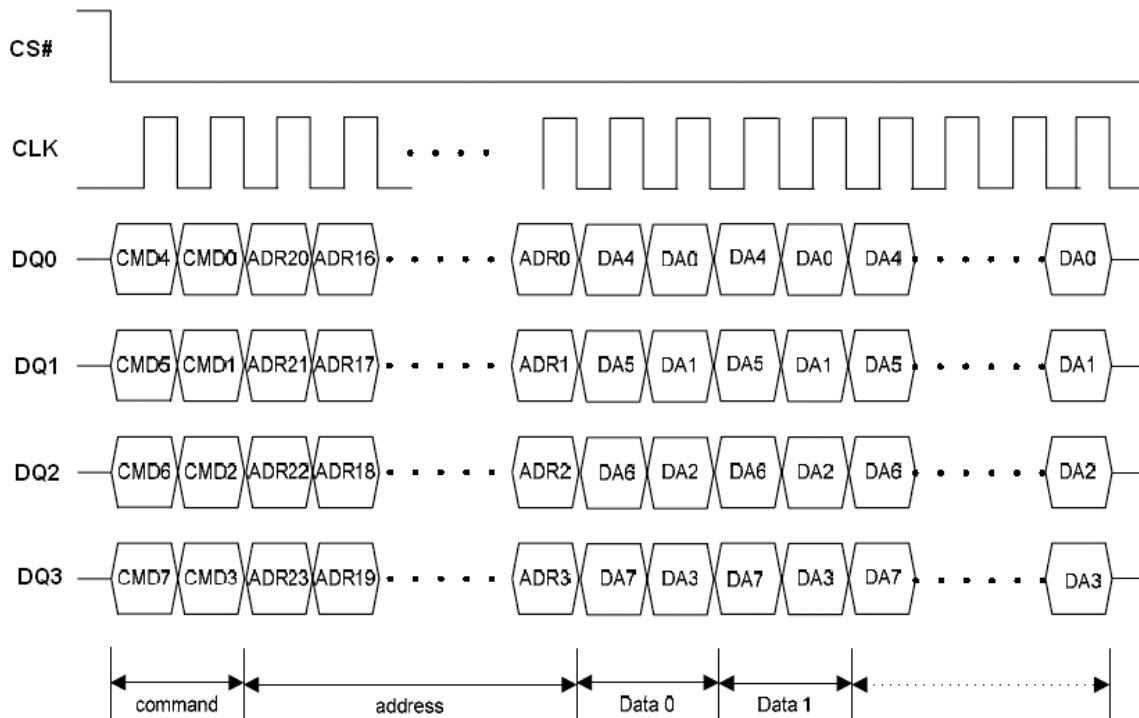 CS#
CLK
DQ0 CMD4 CMD0 ADR20 ADR16 ADR0 DA4 DA0 DA4 DA0 DA4 DA0
DQ1 CMD5 CMD1 ADR21 ADR17 ADR1 DA5 DA1 DA5 DA1 DA5 DA1
DQ2 CMD6 CMD2 ADR22 ADR18 ADR2 DA6 DA2 DA6 DA2 DA6 DA2
DQ3 CMD7 CMD3 ADR23 ADR19 ADR3 DA7 DA3 DA7 DA3 DA7 DA3
command address Data 0 Data 1